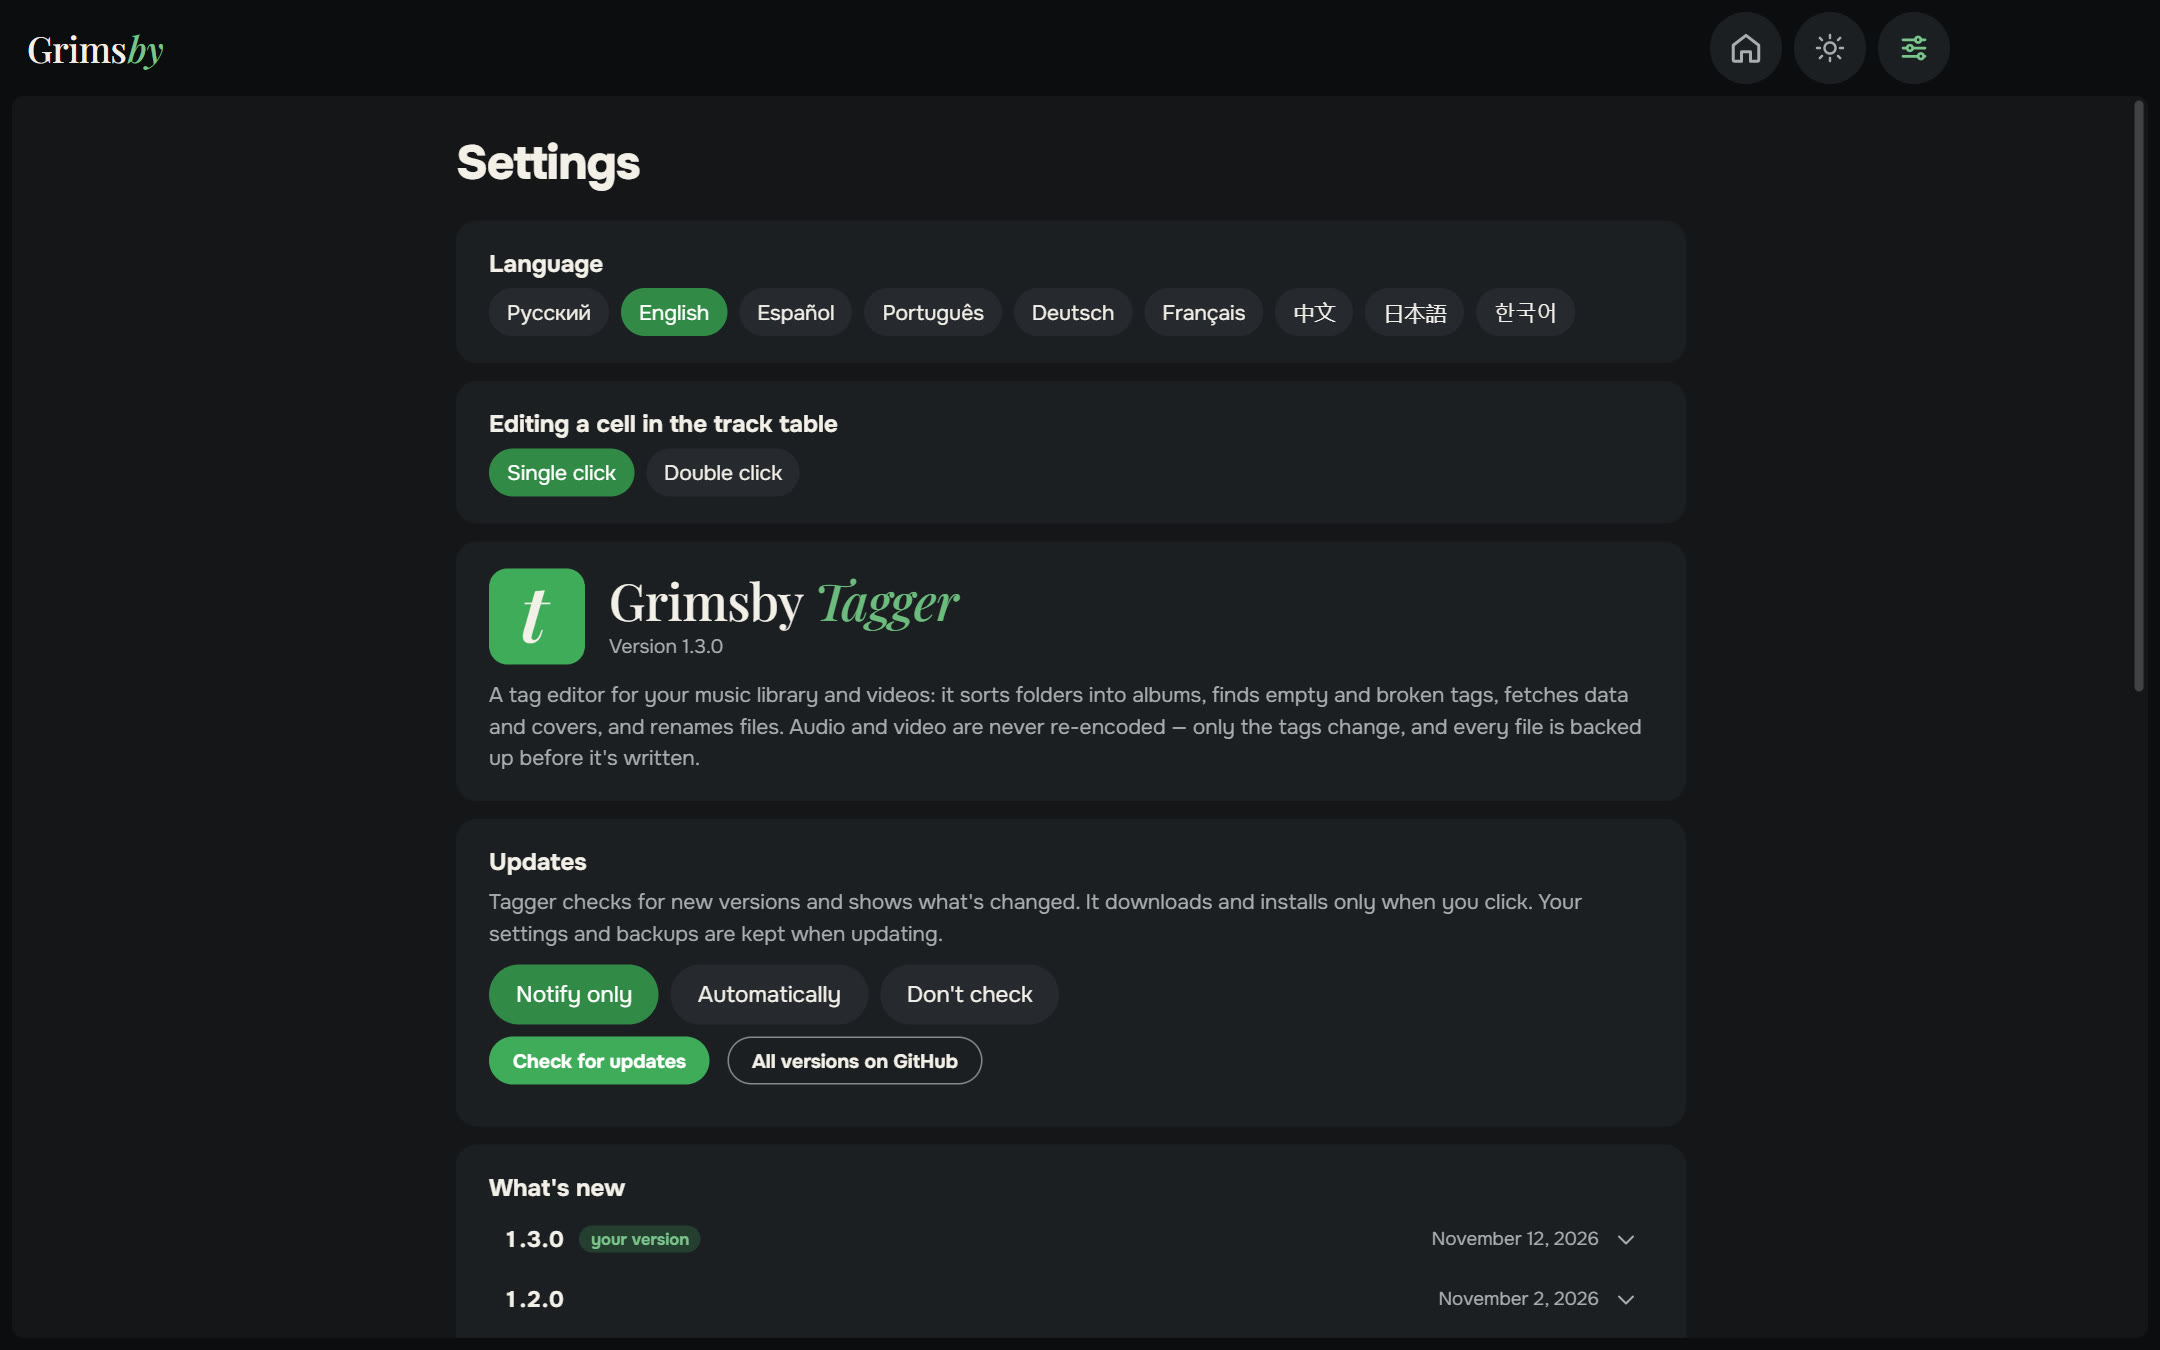 Grimsby
Settings
Language
Русский English Español Português Deutsch Français 中文 日本語 한국어
Editing a cell in the track table
Single click Double click
t
Grimsby Tagger
Version 1.3.0
A tag editor for your music library and videos: it sorts folders into albums, finds empty and broken tags, fetches data
and covers, and renames files. Audio and video are never re-encoded — only the tags change, and every file is backed
up before it's written.
Updates
Tagger checks for new versions and shows what's changed. It downloads and installs only when you click. Your
settings and backups are kept when updating.
Notify only Automatically Don't check
Check for updates All versions on GitHub
What's new
1.3.0 your version November 12, 2026
1.2.0 November 2, 2026